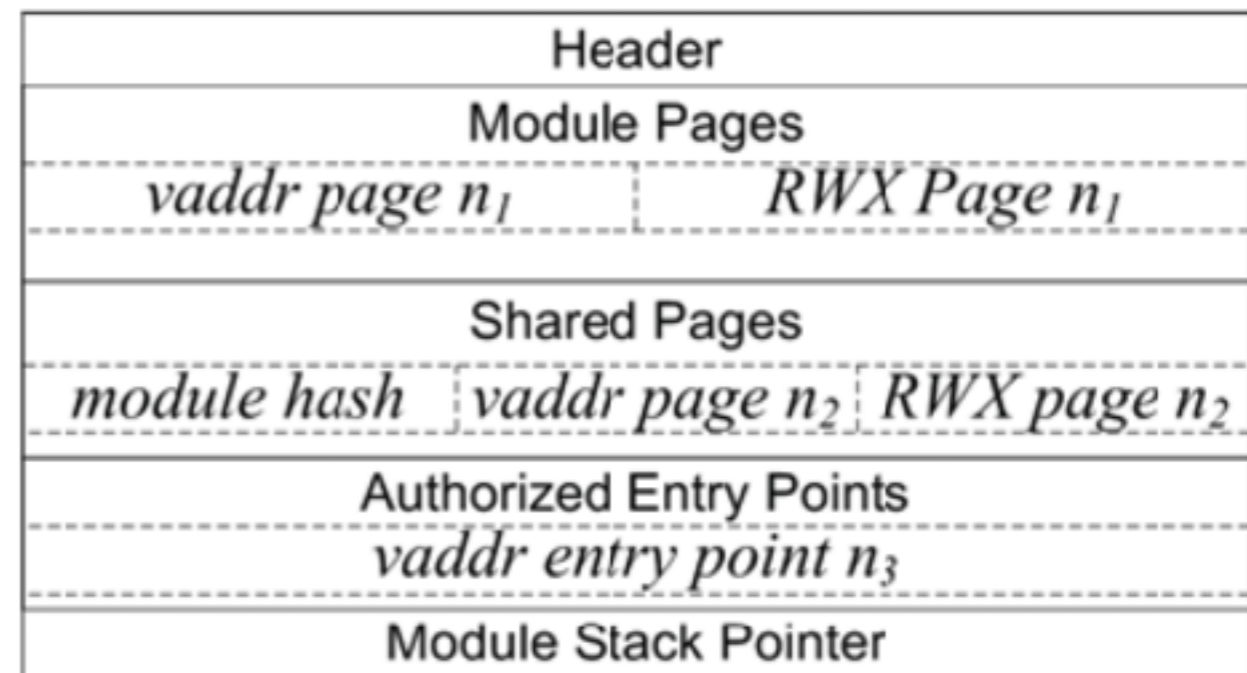 Header
Module Pages
vaddr page n₁ RWX Page n₁
Shared Pages
module hash vaddr page n₂ RWX page n₂
Authorized Entry Points
vaddr entry point n₃
Module Stack Pointer